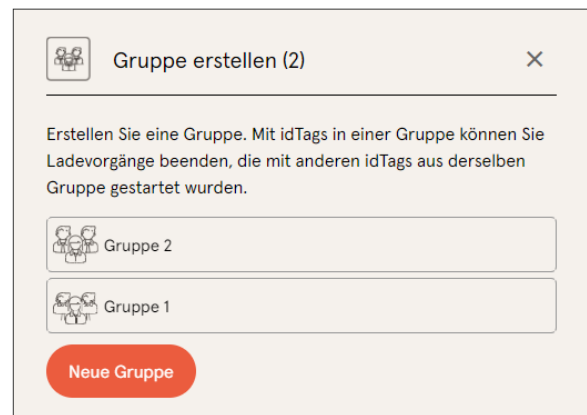 Gruppe erstellen (2)
Erstellen Sie eine Gruppe. Mit idTags in einer Gruppe können Sie
Ladevorgänge beenden, die mit anderen idTags aus derselben
Gruppe gestartet wurden.
Gruppe 2
Gruppe 1
Neue Gruppe